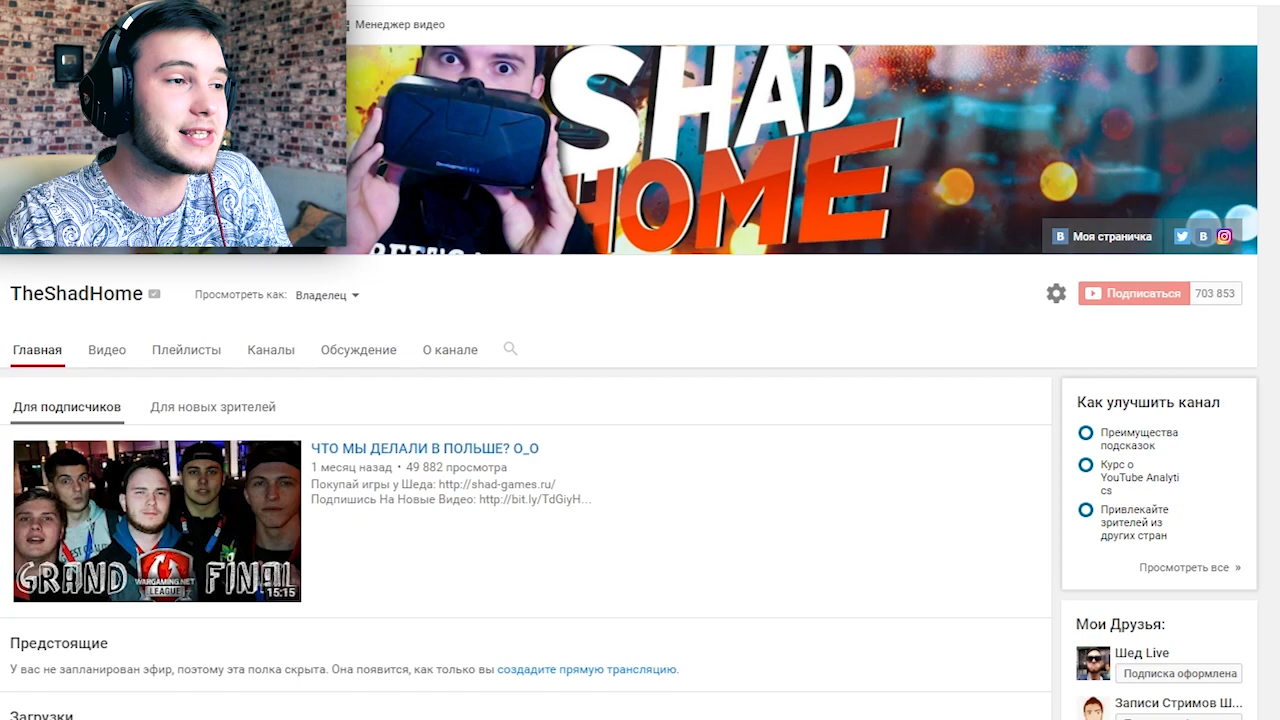 Менеджер видео
SHAD
HOME
Моя страничка
TheShadHome
Просмотреть как: Владелец
Подписаться 703 853
Главная Видео Плейлисты Каналы Обсуждение О канале
Для подписчиков Для новых зрителей
ЧТО МЫ ДЕЛАЛИ В ПОЛЬШЕ? O_O
1 месяц назад • 49 882 просмотра
Покупай игры у Шеда: http://shad-games.ru/
Подпишись На Новые Видео: http://bit.ly/TdGiyH...
GRAND FINAL
WARGAMING.NET
LEAGUE
15:15
Предстоящие
У вас не запланирован эфир, поэтому эта полка скрыта. Она появится, как только вы создадите прямую трансляцию.
Загрузки
Как улучшить канал
Преимущества
подсказок
Курс о
YouTube Analyti
cs
Привлекайте
зрителей из
других стран
Просмотреть все »
Мои Друзья:
Шед Live
Подписка оформлена
Записи Стримов Ш...